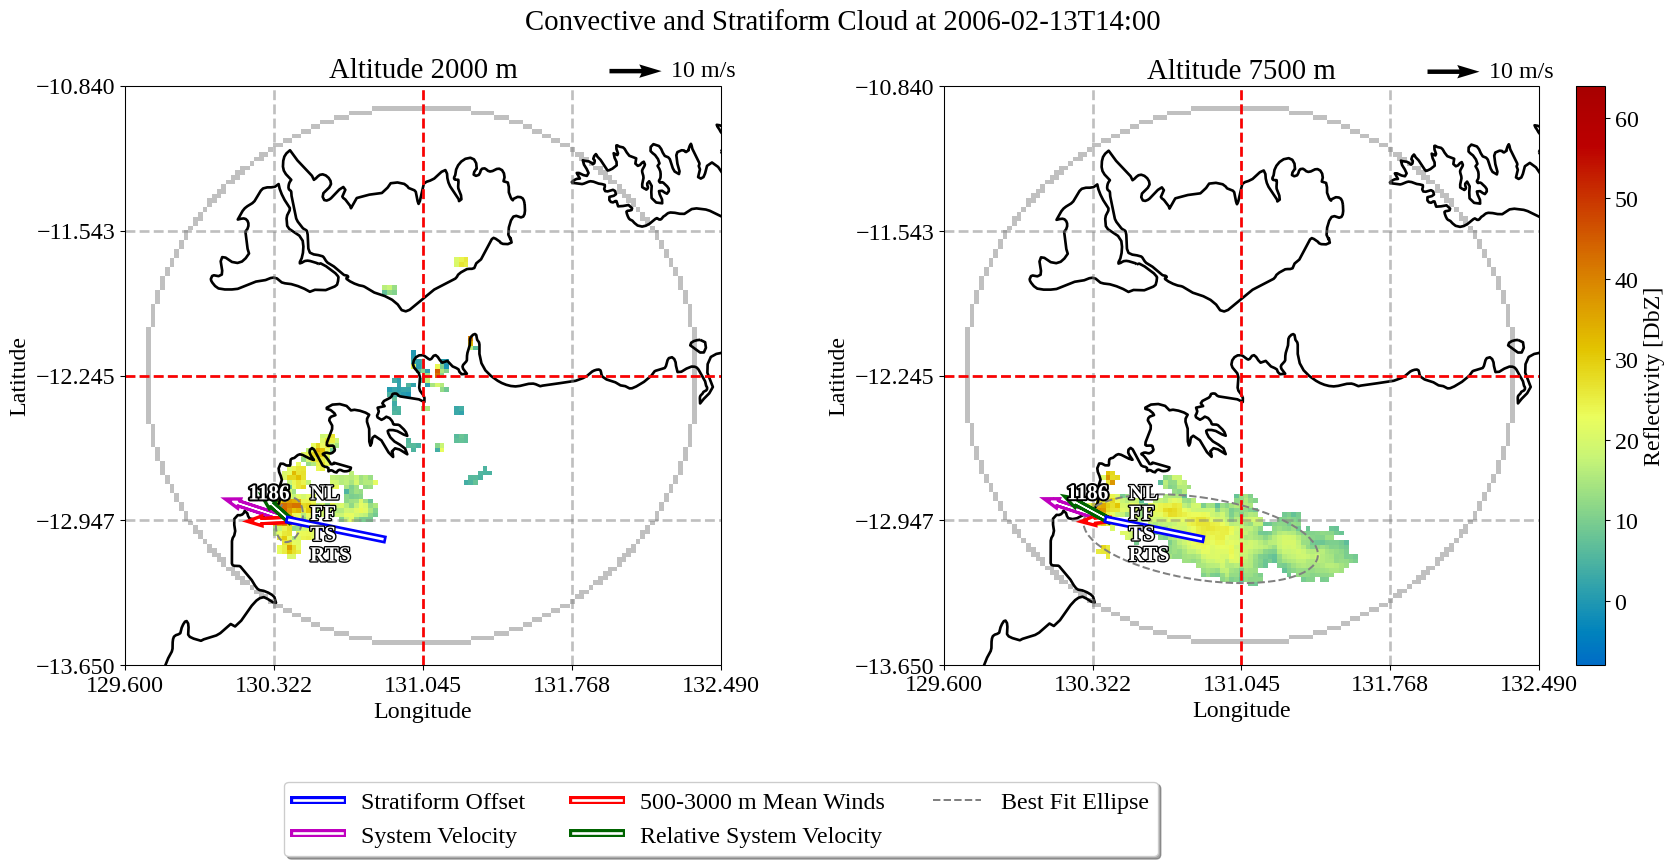 Convective and Stratiform Cloud at 2006-02-13T14:00
Altitude 2000 m
10 m/s
−10.840
−11.543
−12.245
−12.947
−13.650
Latitude
1186
NL
FF
TS
RTS
129.600
130.322
131.045
131.768
132.490
Longitude
Altitude 7500 m
10 m/s
−10.840
−11.543
−12.245
−12.947
−13.650
Latitude
1186
NL
FF
TS
RTS
129.600
130.322
131.045
131.768
132.490
Longitude
60
50
40
30
20
10
0
Reflectivity [DbZ]
Stratiform Offset
System Velocity
500-3000 m Mean Winds
Relative System Velocity
Best Fit Ellipse